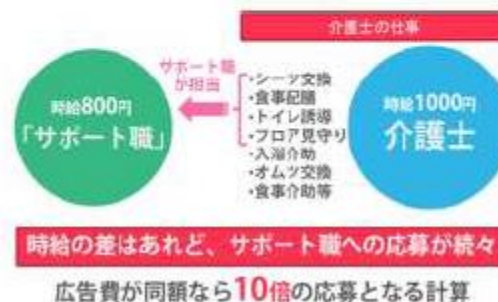 介護士の仕事
サポート職
が担当
時給800円
「サポート職」
・シーツ交換
・食事配膳
・トイレ誘導
・フロア見守り
・入浴介助
・オムツ交換
・食事介助等
時給1000円
介護士
時給の差はあれど、サポート職への応募が続々
広告費が同額なら10倍の応募となる計算